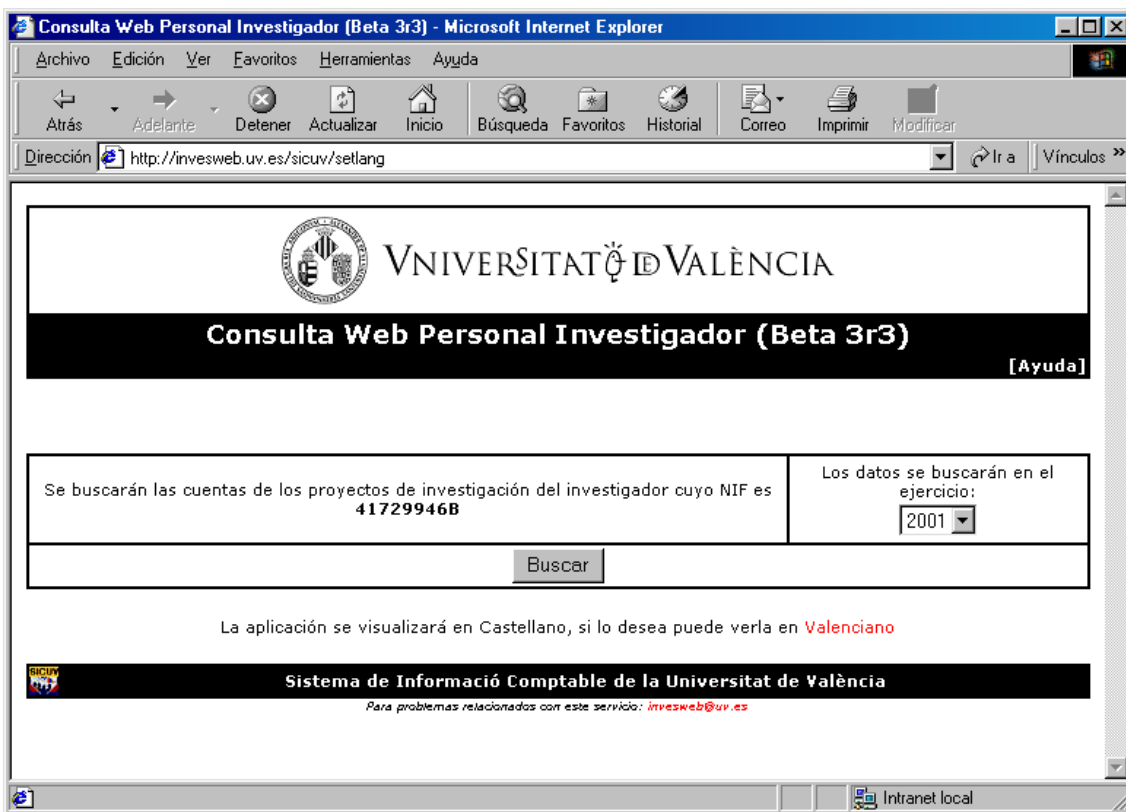 Consulta Web Personal Investigador (Beta 3r3) - Microsoft Internet Explorer
Archivo Edición Ver Favoritos Herramientas Ayuda
Atrás Adelante Detener Actualizar Inicio Búsqueda Favoritos Historial Correo Imprimir Modificar
Dirección http://invesweb.uv.es/sicuv/setlang Ir a Vínculos »
VNIVERSITAT DE VALÈNCIA
Consulta Web Personal Investigador (Beta 3r3)
[Ayuda]
Se buscarán las cuentas de los proyectos de investigación del investigador cuyo NIF es
41729946B
Los datos se buscarán en el
ejercicio:
2001
Buscar
La aplicación se visualizará en Castellano, si lo desea puede verla en Valenciano
SICUV
Sistema de Informació Comptable de la Universitat de València
Para problemas relacionados con este servicio: invesweb@uv.es
Intranet local